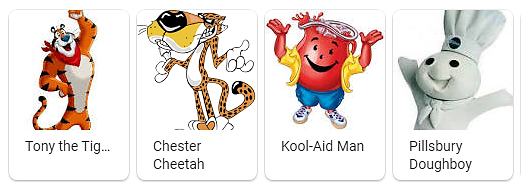 Tony the Tig...
Chester
Cheetah
Kool-Aid Man
Pillsbury
Doughboy